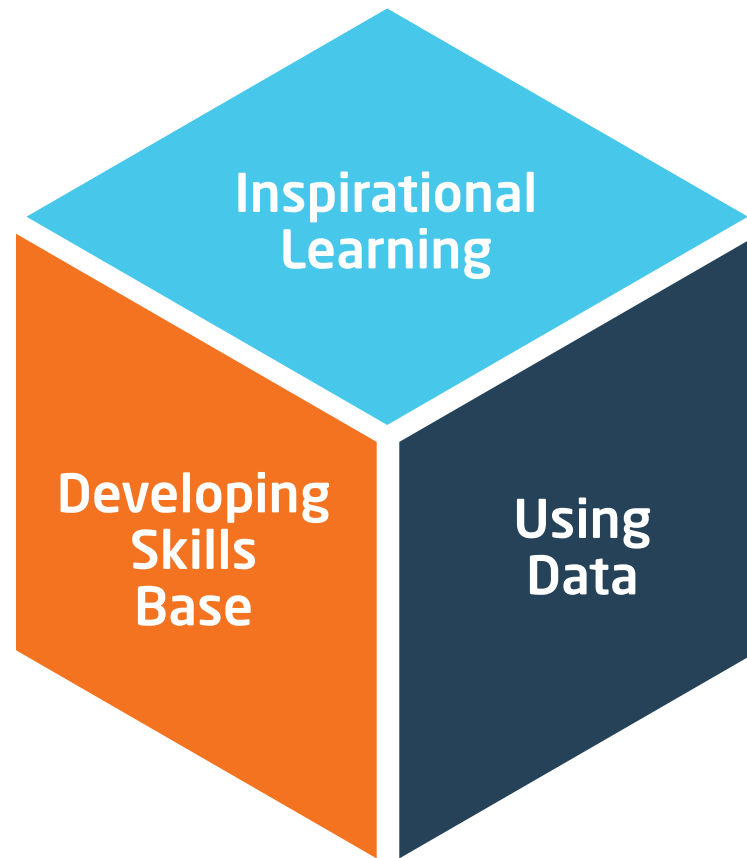 Inspirational
Learning
Developing
Skills
Base
Using
Data